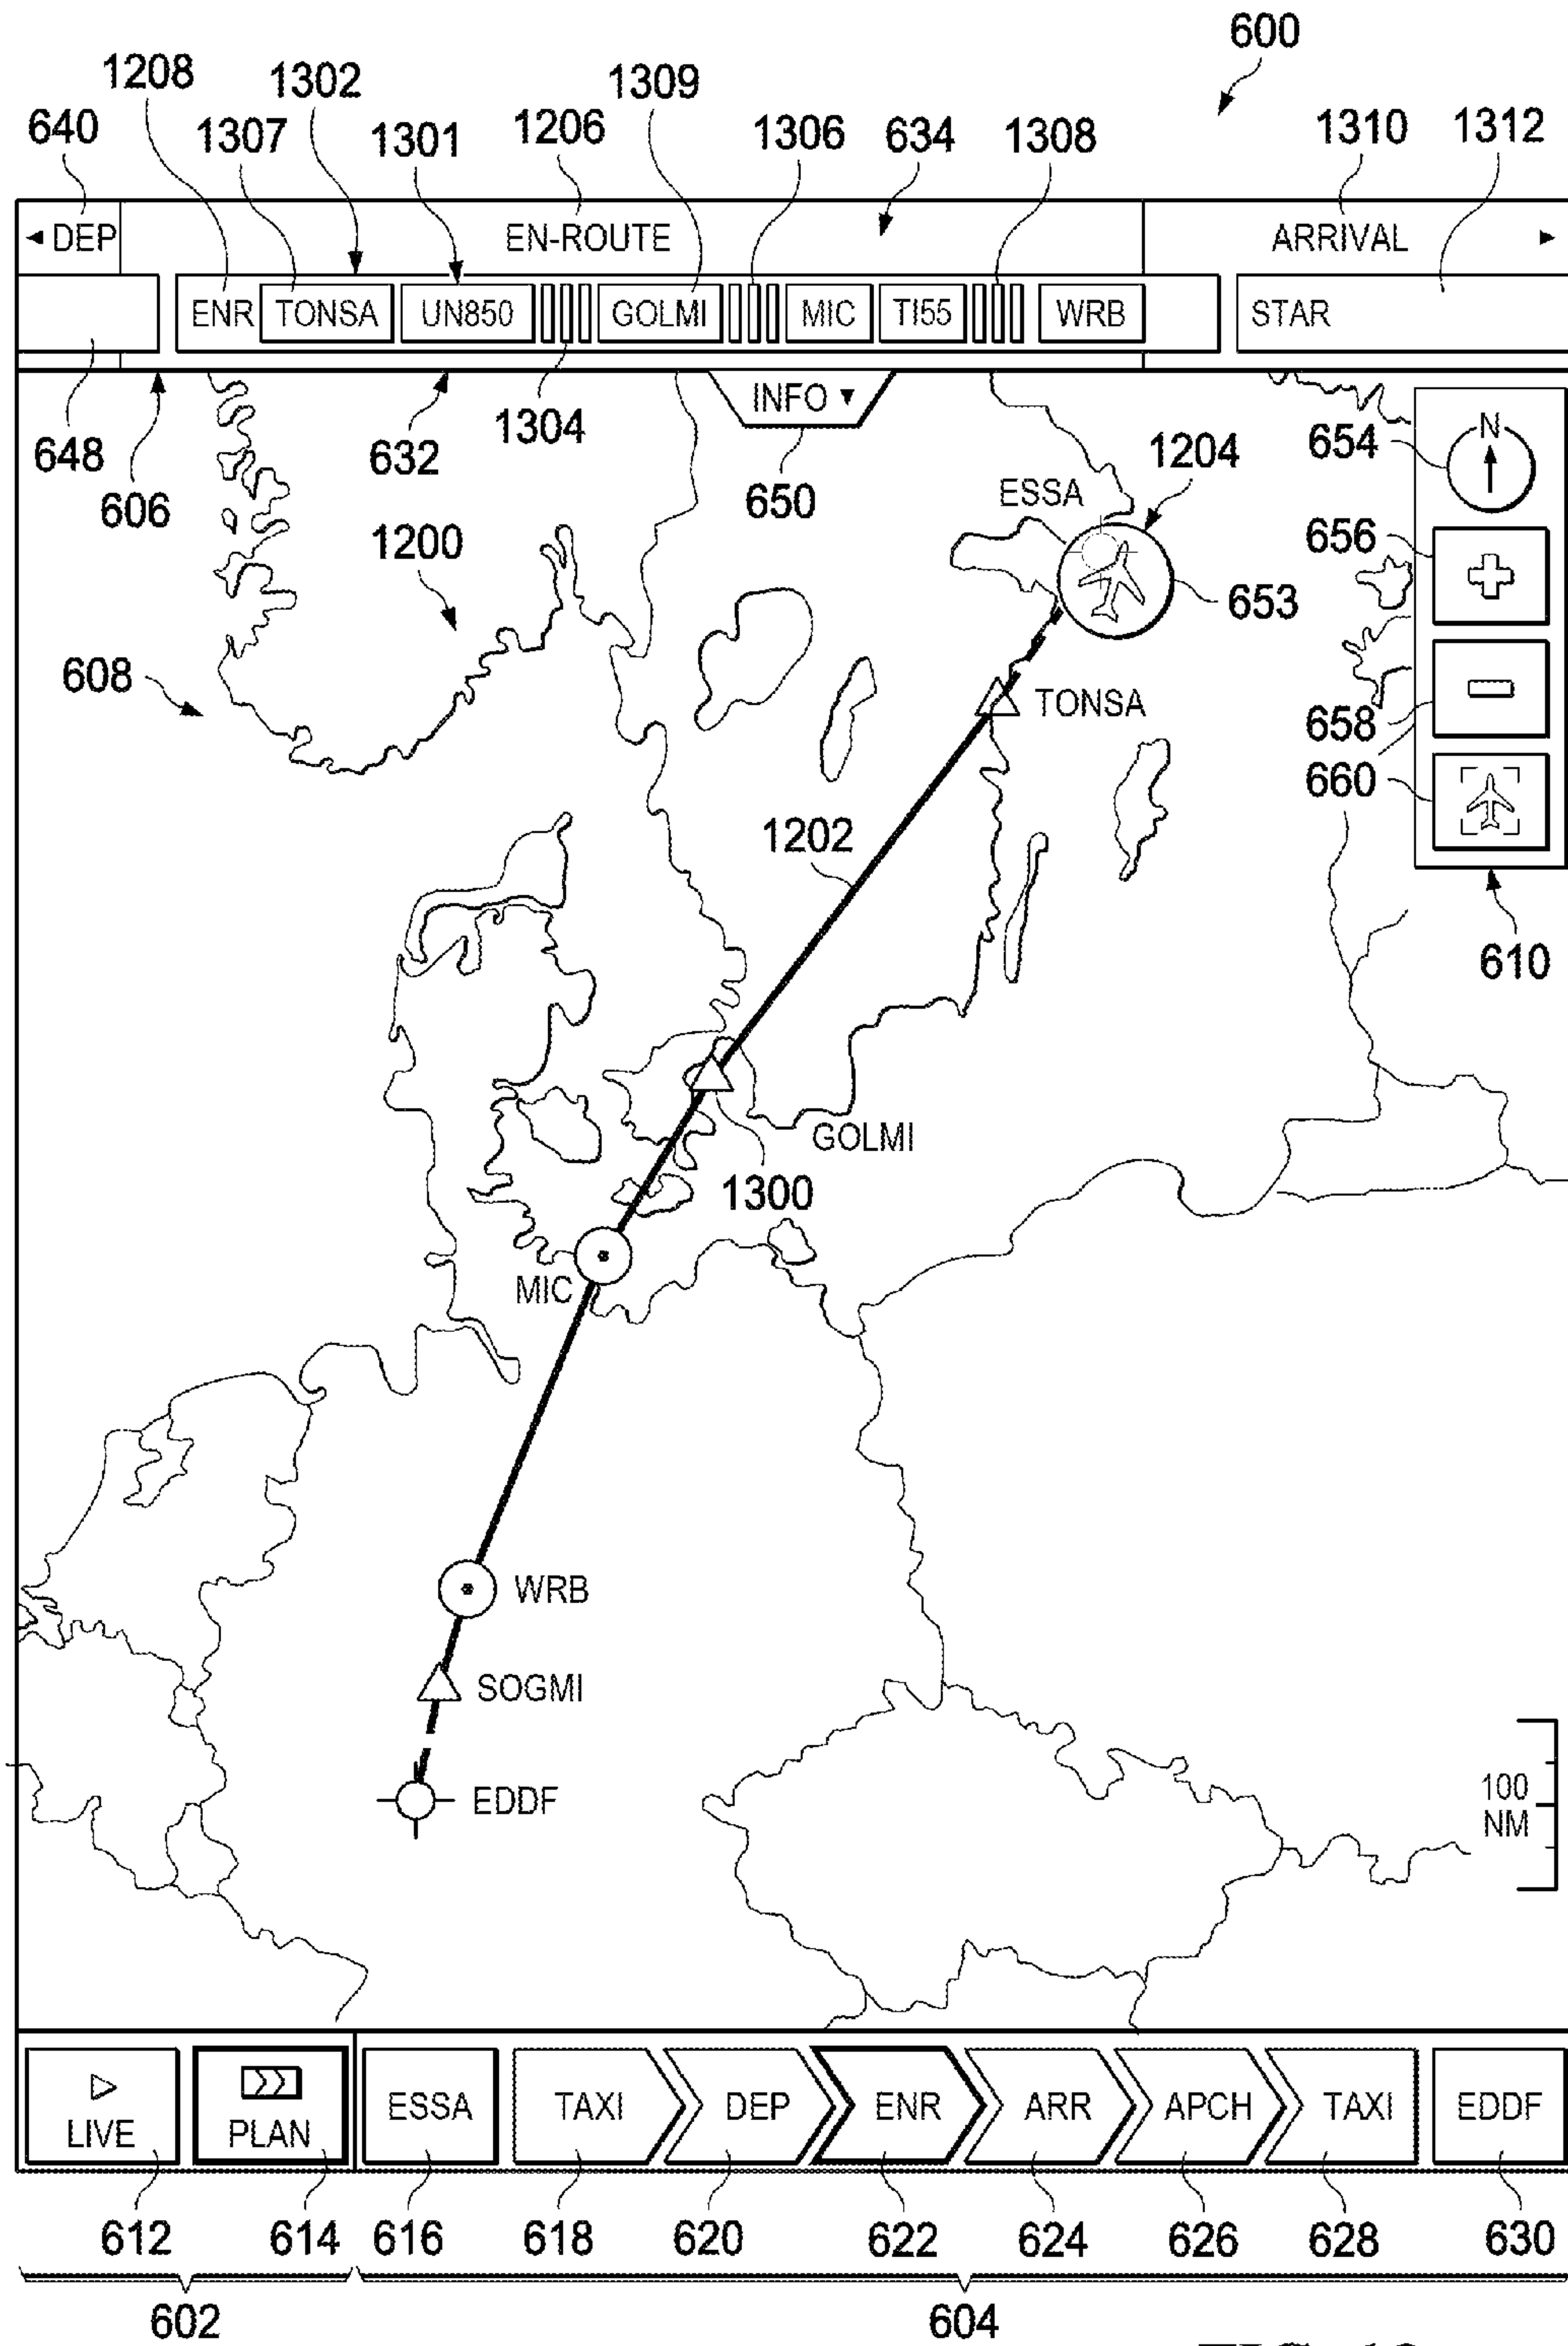 600
1208 1302 1309
640 1307 1301 1206 1306 634 1308 1310 1312
◄ DEP EN-ROUTE ARRIVAL ►
ENR TONSA UN850 GOLMI MIC TI55 WRB STAR
INFO ▼
648 606 632 1304 650
N
654
1204
ESSA
656
1200
653
608
TONSA
658
660
1202
610
GOLMI
1300
MIC
WRB
SOGMI
EDDF
100
NM
LIVE PLAN ESSA TAXI DEP ENR ARR APCH TAXI EDDF
612 614 616 618 620 622 624 626 628 630
602 604